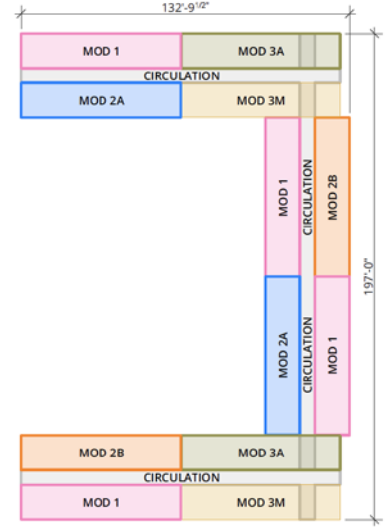 132'-9 1/2"
MOD 1 MOD 3A
CIRCULATION
MOD 2A MOD 3M
MOD 1 CIRCULATION MOD 2B
197'-0"
MOD 2A CIRCULATION MOD 1
MOD 2B MOD 3A
CIRCULATION
MOD 1 MOD 3M